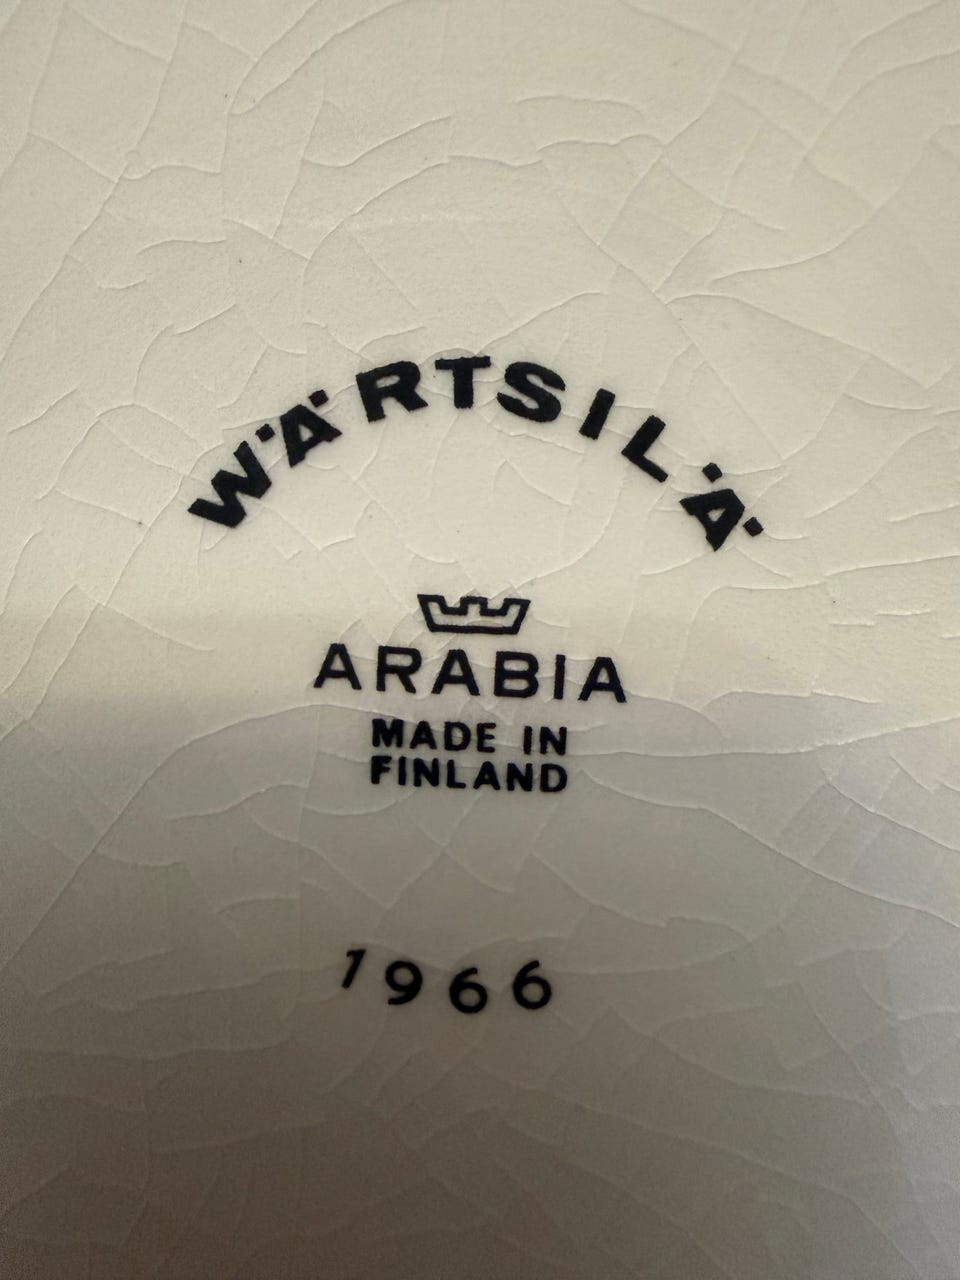 WÄRTSILÄ
ARABIA
MADE IN
FINLAND
1966